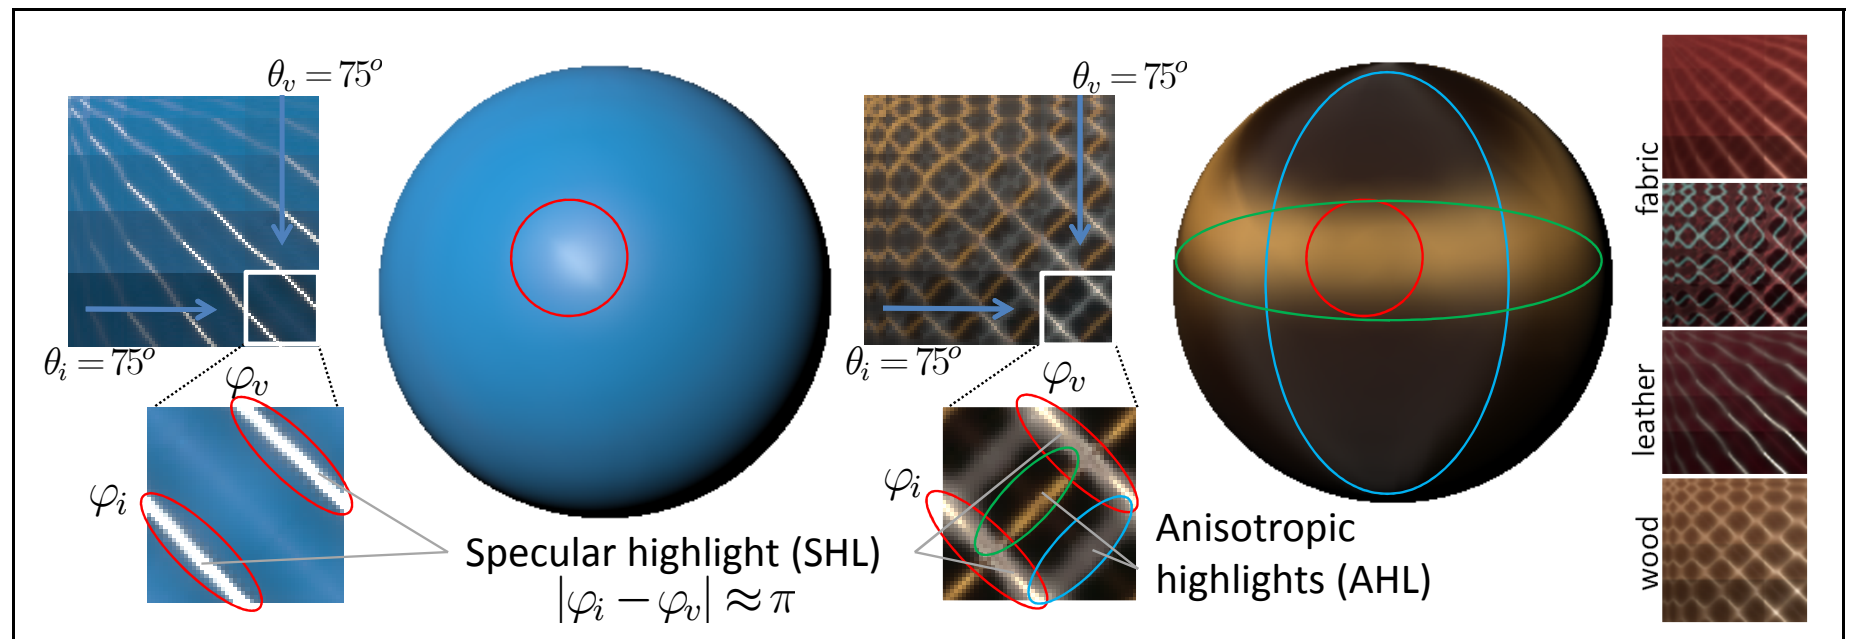 θv = 75°
θi = 75°
φv
φi
Specular highlight (SHL)
|φi − φv| ≈ π
θv = 75°
θi = 75°
φv
φi
Anisotropic
highlights (AHL)
fabric
leather
wood